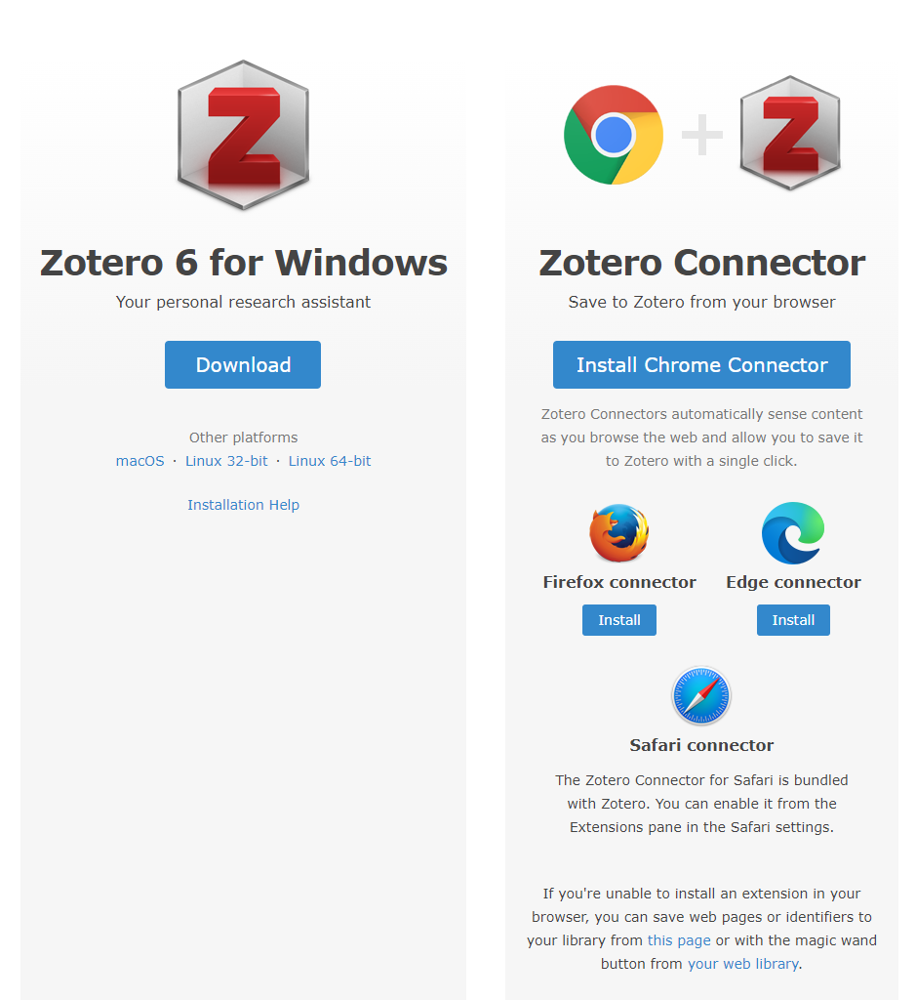 Z
Zotero 6 for Windows
Your personal research assistant
Download
Other platforms
macOS · Linux 32-bit · Linux 64-bit
Installation Help
Z
Zotero Connector
Save to Zotero from your browser
Install Chrome Connector
Zotero Connectors automatically sense content
as you browse the web and allow you to save it
to Zotero with a single click.
Firefox connector
Install
Edge connector
Install
Safari connector
The Zotero Connector for Safari is bundled
with Zotero. You can enable it from the
Extensions pane in the Safari settings.
If you're unable to install an extension in your
browser, you can save web pages or identifiers to
your library from this page or with the magic wand
button from your web library.